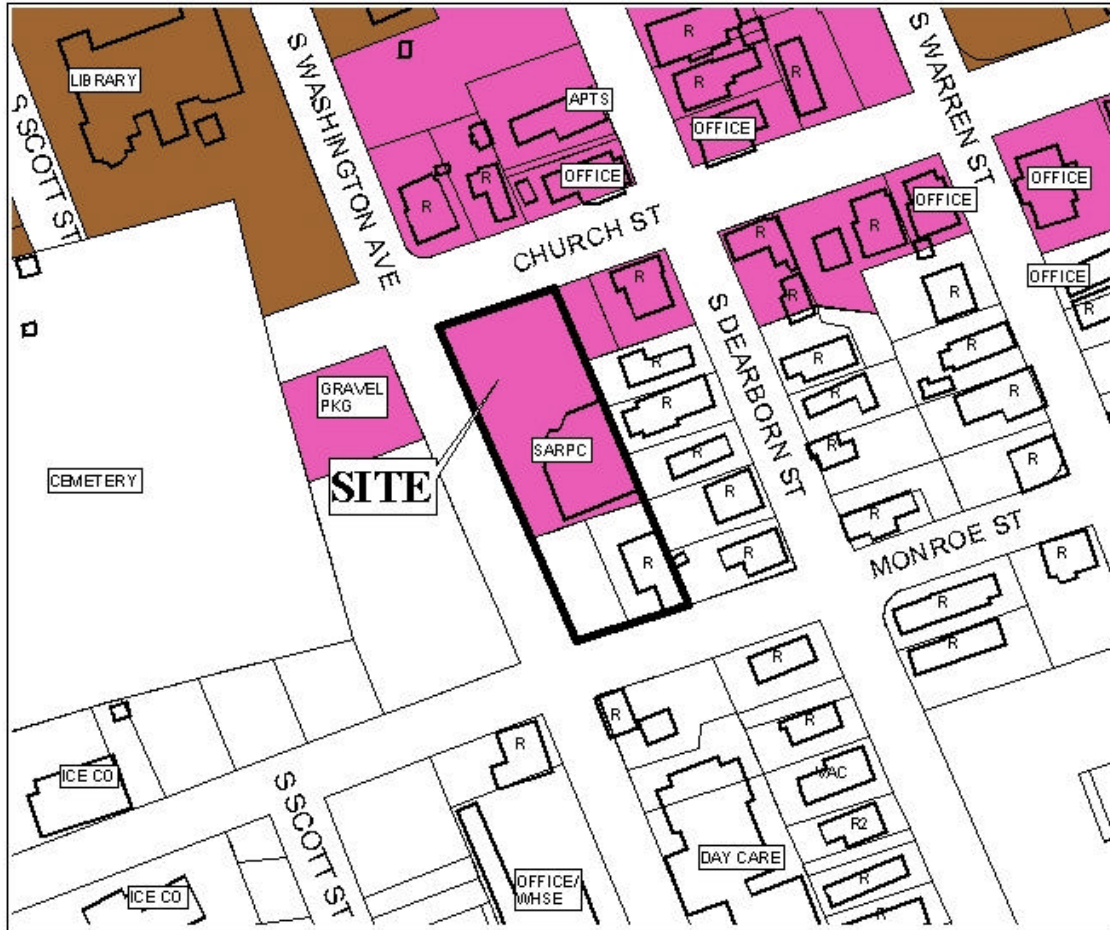 LIBRARY
S SCOTT ST
S WASHINGTON AVE
R
R
R
S WARREN ST
APTS
OFFICE
OFFICE
R
R
OFFICE
CHURCH ST
OFFICE
R
R
R
OFFICE
R
R
R
S DEARBORN ST
R
R
R
GRAVEL
PKG
R
R
R
R
CEMETERY
SITE
SARPC
R
R
R
R
R
R
R
R
MONROE ST
R
R
R
R
R
R
R
ICE CO
S SCOTT ST
VAC
R2
DAY CARE
R
R
OFFICE/
WHSE
ICE CO